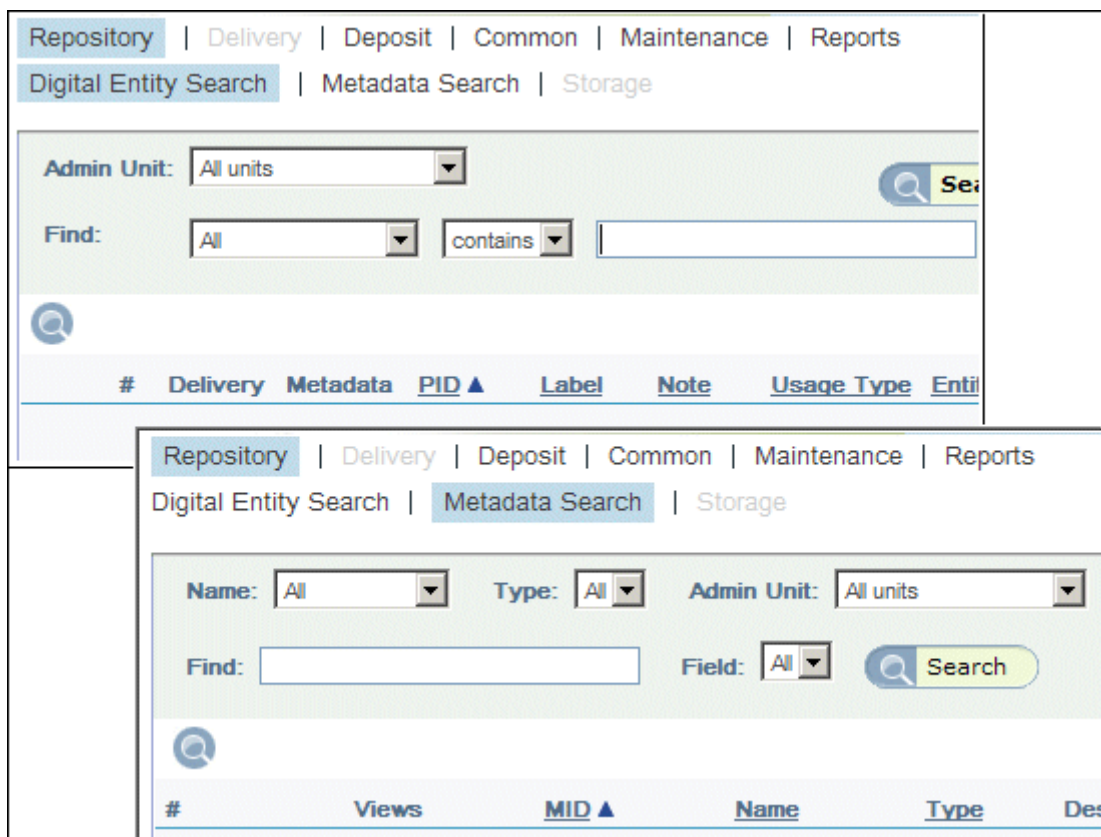 Repository | Delivery | Deposit | Common | Maintenance | Reports
Digital Entity Search | Metadata Search | Storage
Admin Unit: All units
Find: All contains
# Delivery Metadata PID Label Note Usage Type
Repository | Delivery | Deposit | Common | Maintenance | Reports
Digital Entity Search | Metadata Search | Storage
Name: All Type: All Admin Unit: All units
Find: Field: All Search
# Views MID Name Type